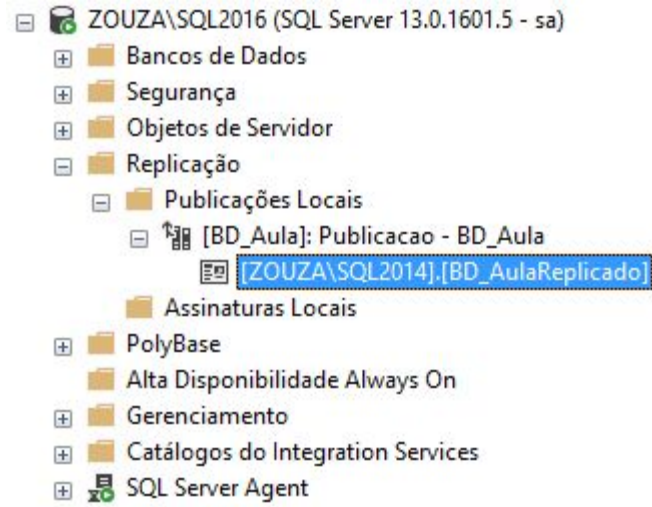 ZOUZA\SQL2016 (SQL Server 13.0.1601.5 - sa)
Bancos de Dados
Segurança
Objetos de Servidor
Replicação
Publicações Locais
[BD_Aula]: Publicacao - BD_Aula
[ZOUZA\SQL2014].[BD_AulaReplicado]
Assinaturas Locais
PolyBase
Alta Disponibilidade Always On
Gerenciamento
Catálogos do Integration Services
SQL Server Agent